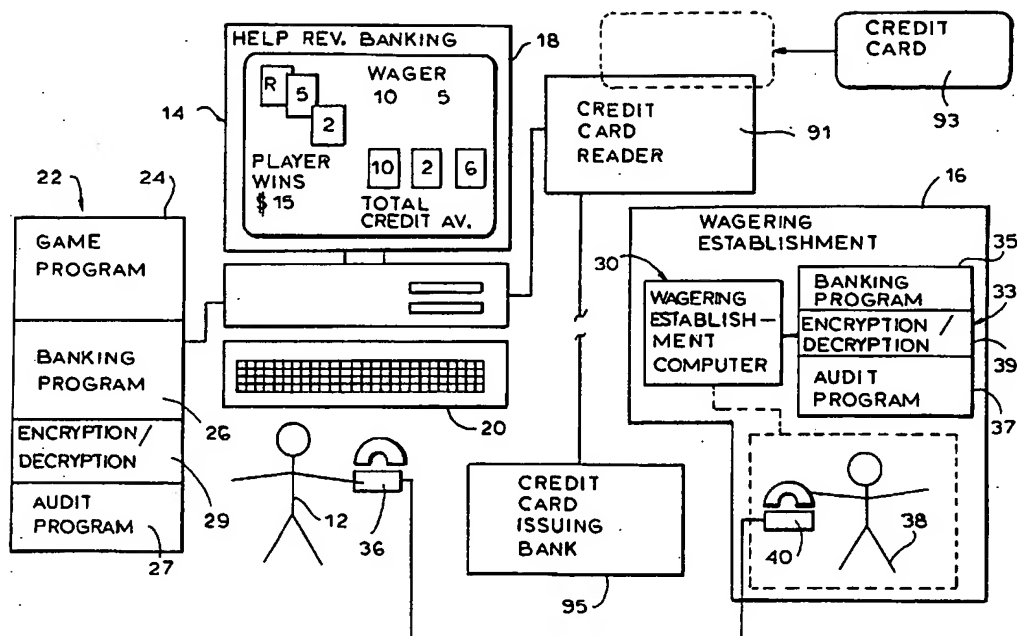 HELP REV. BANKING
18
R
5
2
WAGER
10 5
14
PLAYER
WINS
$ 15
10 2 6
TOTAL
CREDIT AV.
20
CREDIT
CARD
READER
91
CREDIT
CARD
93
22
24
GAME
PROGRAM
BANKING
PROGRAM
26
ENCRYPTION/
DECRYPTION
29
AUDIT
PROGRAM
27
12
36
CREDIT
CARD
ISSUING
BANK
95
16
WAGERING
ESTABLISHMENT
30
WAGERING
ESTABLISH-
MENT
COMPUTER
35
BANKING
PROGRAM
33
ENCRYPTION/
DECRYPTION
39
AUDIT
PROGRAM
37
40
38